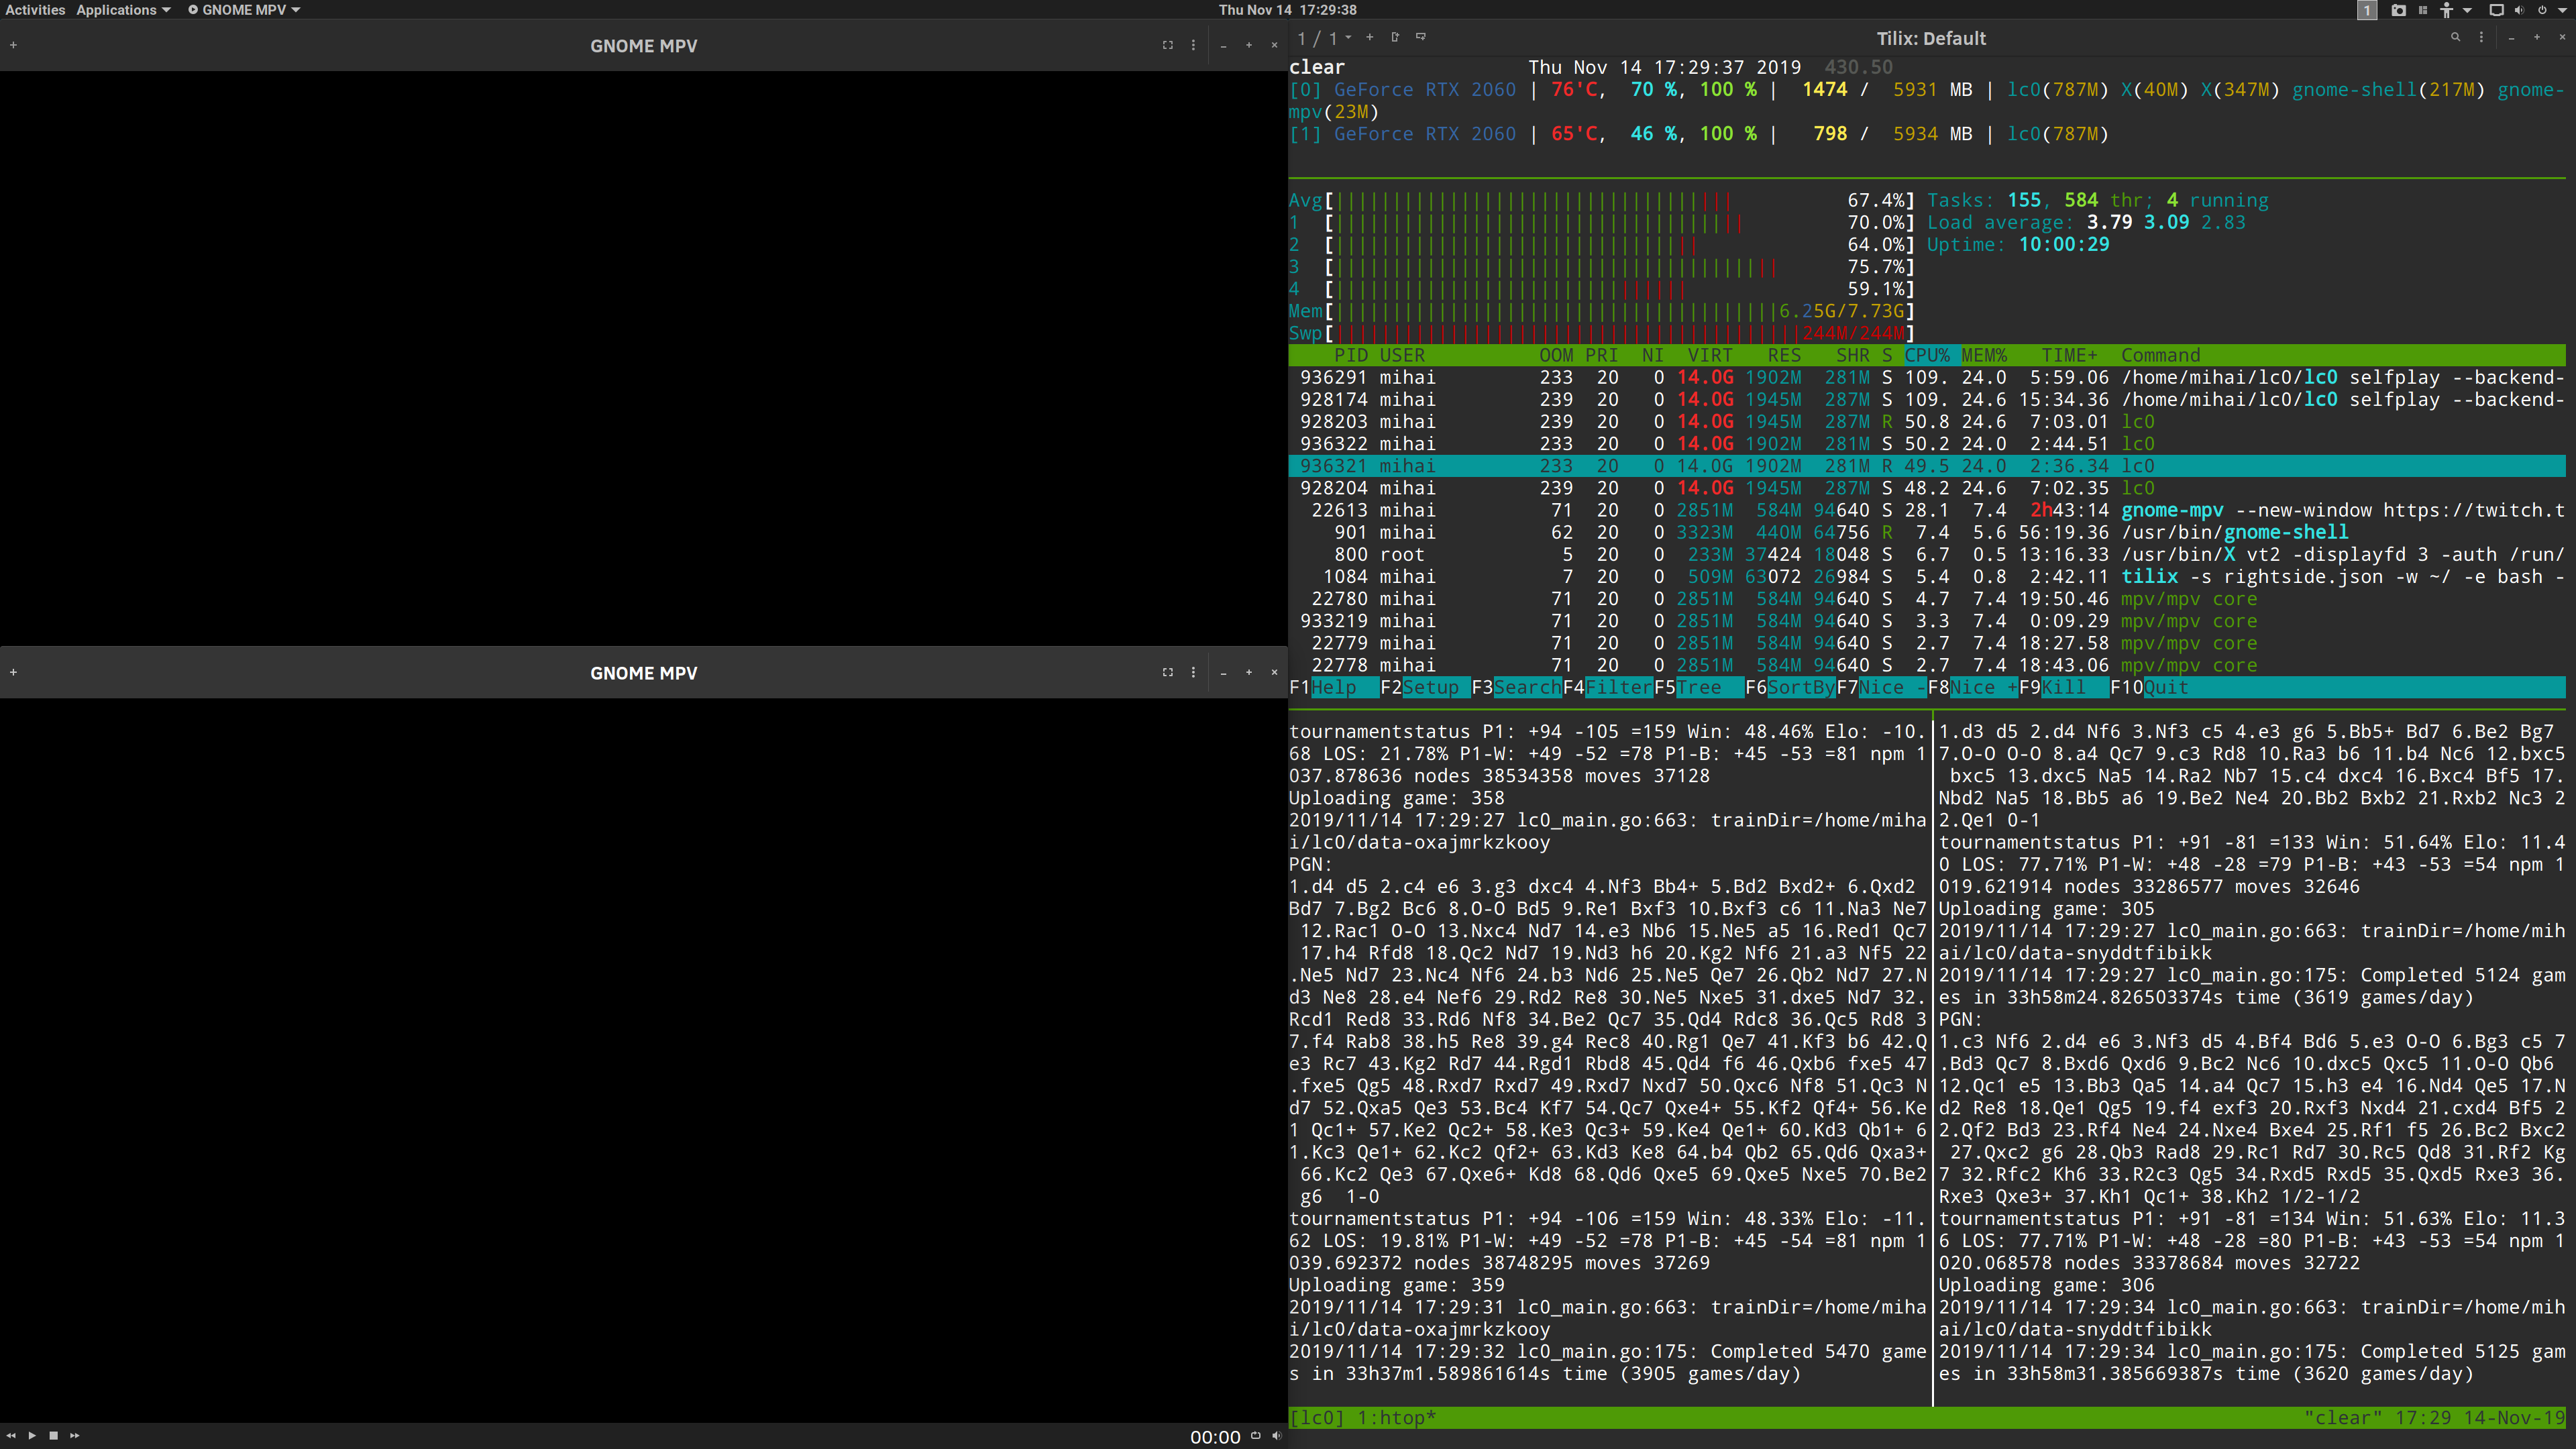 Activities Applications GNOME MPV Thu Nov 14 17:29:38 1
GNOME MPV
GNOME MPV
00:00
1 / 1 Tilix: Default
clear Thu Nov 14 17:29:37 2019 430.50
[0] GeForce RTX 2060 | 76'C, 70 %, 100 % | 1474 / 5931 MB | lc0(787M) X(40M) X(347M) gnome-shell(217M) gnome-
mpv(23M)
[1] GeForce RTX 2060 | 65'C, 46 %, 100 % | 798 / 5934 MB | lc0(787M)
Avg[ 67.4%] Tasks: 155, 584 thr; 4 running
1 [ 70.0%] Load average: 3.79 3.09 2.83
2 [ 64.0%] Uptime: 10:00:29
3 [ 75.7%]
4 [ 59.1%]
Mem[ 6.25G/7.73G]
Swp[ 244M/244M]
PID USER OOM PRI NI VIRT RES SHR S CPU% MEM% TIME+ Command
936291 mihai 233 20 0 14.0G 1902M 281M S 109. 24.0 5:59.06 /home/mihai/lc0/lc0 selfplay --backend-
928174 mihai 239 20 0 14.0G 1945M 287M S 109. 24.6 15:34.36 /home/mihai/lc0/lc0 selfplay --backend-
928203 mihai 239 20 0 14.0G 1945M 287M R 50.8 24.6 7:03.01 lc0
936322 mihai 233 20 0 14.0G 1902M 281M S 50.2 24.0 2:44.51 lc0
936321 mihai 233 20 0 14.0G 1902M 281M R 49.5 24.0 2:36.34 lc0
928204 mihai 239 20 0 14.0G 1945M 287M S 48.2 24.6 7:02.35 lc0
22613 mihai 71 20 0 2851M 584M 94640 S 28.1 7.4 2h43:14 gnome-mpv --new-window https://twitch.t
901 mihai 62 20 0 3323M 440M 64756 R 7.4 5.6 56:19.36 /usr/bin/gnome-shell
800 root 5 20 0 233M 37424 18048 S 6.7 0.5 13:16.33 /usr/bin/X vt2 -displayfd 3 -auth /run/
1084 mihai 7 20 0 509M 63072 26984 S 5.4 0.8 2:42.11 tilix -s rightside.json -w ~/ -e bash -
22780 mihai 71 20 0 2851M 584M 94640 S 4.7 7.4 19:50.46 mpv/mpv core
933219 mihai 71 20 0 2851M 584M 94640 S 3.3 7.4 0:09.29 mpv/mpv core
22779 mihai 71 20 0 2851M 584M 94640 S 2.7 7.4 18:27.58 mpv/mpv core
22778 mihai 71 20 0 2851M 584M 94640 S 2.7 7.4 18:43.06 mpv/mpv core
F1Help F2Setup F3SearchF4FilterF5Tree F6SortByF7Nice -F8Nice +F9Kill F10Quit
tournamentstatus P1: +94 -105 =159 Win: 48.46% Elo: -10.
68 LOS: 21.78% P1-W: +49 -52 =78 P1-B: +45 -53 =81 npm 1
037.878636 nodes 38534358 moves 37128
Uploading game: 358
2019/11/14 17:29:27 lc0_main.go:663: trainDir=/home/miha
i/lc0/data-oxajmrkzkooy
PGN:
1.d4 d5 2.c4 e6 3.g3 dxc4 4.Nf3 Bb4+ 5.Bd2 Bxd2+ 6.Qxd2
Bd7 7.Bg2 Bc6 8.O-O Bd5 9.Re1 Bxf3 10.Bxf3 c6 11.Na3 Ne7
12.Rac1 O-O 13.Nxc4 Nd7 14.e3 Nb6 15.Ne5 a5 16.Red1 Qc7
17.h4 Rfd8 18.Qc2 Nd7 19.Nd3 h6 20.Kg2 Nf6 21.a3 Nf5 22
.Ne5 Nd7 23.Nc4 Nf6 24.b3 Nd6 25.Ne5 Qe7 26.Qb2 Nd7 27.N
d3 Ne8 28.e4 Nef6 29.Rd2 Re8 30.Ne5 Nxe5 31.dxe5 Nd7 32.
Rcd1 Red8 33.Rd6 Nf8 34.Be2 Qc7 35.Qd4 Rdc8 36.Qc5 Rd8 3
7.f4 Rab8 38.h5 Re8 39.g4 Rec8 40.Rg1 Qe7 41.Kf3 b6 42.Q
e3 Rc7 43.Kg2 Rd7 44.Rgd1 Rbd8 45.Qd4 f6 46.Qxb6 fxe5 47
.fxe5 Qg5 48.Rxd7 Rxd7 49.Rxd7 Nxd7 50.Qxc6 Nf8 51.Qc3 N
d7 52.Qxa5 Qe3 53.Bc4 Kf7 54.Qc7 Qxe4+ 55.Kf2 Qf4+ 56.Ke
1 Qc1+ 57.Ke2 Qc2+ 58.Ke3 Qc3+ 59.Ke4 Qe1+ 60.Kd3 Qb1+ 6
1.Kc3 Qe1+ 62.Kc2 Qf2+ 63.Kd3 Ke8 64.b4 Qb2 65.Qd6 Qxa3+
66.Kc2 Qe3 67.Qxe6+ Kd8 68.Qd6 Qxe5 69.Qxe5 Nxe5 70.Be2
g6 1-0
tournamentstatus P1: +94 -106 =159 Win: 48.33% Elo: -11.
62 LOS: 19.81% P1-W: +49 -52 =78 P1-B: +45 -54 =81 npm 1
039.692372 nodes 38748295 moves 37269
Uploading game: 359
2019/11/14 17:29:31 lc0_main.go:663: trainDir=/home/miha
i/lc0/data-oxajmrkzkooy
2019/11/14 17:29:32 lc0_main.go:175: Completed 5470 game
s in 33h37m1.589861614s time (3905 games/day)
1.d3 d5 2.d4 Nf6 3.Nf3 c5 4.e3 g6 5.Bb5+ Bd7 6.Be2 Bg7
7.O-O O-O 8.a4 Qc7 9.c3 Rd8 10.Ra3 b6 11.b4 Nc6 12.bxc5
bxc5 13.dxc5 Na5 14.Ra2 Nb7 15.c4 dxc4 16.Bxc4 Bf5 17.
Nbd2 Na5 18.Bb5 a6 19.Be2 Ne4 20.Bb2 Bxb2 21.Rxb2 Nc3 2
2.Qe1 0-1
tournamentstatus P1: +91 -81 =133 Win: 51.64% Elo: 11.4
0 LOS: 77.71% P1-W: +48 -28 =79 P1-B: +43 -53 =54 npm 1
019.621914 nodes 33286577 moves 32646
Uploading game: 305
2019/11/14 17:29:27 lc0_main.go:663: trainDir=/home/mih
ai/lc0/data-snyddtfibikk
2019/11/14 17:29:27 lc0_main.go:175: Completed 5124 gam
es in 33h58m24.826503374s time (3619 games/day)
PGN:
1.c3 Nf6 2.d4 e6 3.Nf3 d5 4.Bf4 Bd6 5.e3 O-O 6.Bg3 c5 7
.Bd3 Qc7 8.Bxd6 Qxd6 9.Bc2 Nc6 10.dxc5 Qxc5 11.O-O Qb6
12.Qc1 e5 13.Bb3 Qa5 14.a4 Qc7 15.h3 e4 16.Nd4 Qe5 17.N
d2 Re8 18.Qe1 Qg5 19.f4 exf3 20.Rxf3 Nxd4 21.cxd4 Bf5 2
2.Qf2 Bd3 23.Rf4 Ne4 24.Nxe4 Bxe4 25.Rf1 f5 26.Bc2 Bxc2
27.Qxc2 g6 28.Qb3 Rad8 29.Rc1 Rd7 30.Rc5 Qd8 31.Rf2 Kg
7 32.Rfc2 Kh6 33.R2c3 Qg5 34.Rxd5 Rxd5 35.Qxd5 Rxe3 36.
Rxe3 Qxe3+ 37.Kh1 Qc1+ 38.Kh2 1/2-1/2
tournamentstatus P1: +91 -81 =134 Win: 51.63% Elo: 11.3
6 LOS: 77.71% P1-W: +48 -28 =80 P1-B: +43 -53 =54 npm 1
020.068578 nodes 33378684 moves 32722
Uploading game: 306
2019/11/14 17:29:34 lc0_main.go:663: trainDir=/home/mih
ai/lc0/data-snyddtfibikk
2019/11/14 17:29:34 lc0_main.go:175: Completed 5125 gam
es in 33h58m31.385669387s time (3620 games/day)
[lc0] 1:htop* "clear" 17:29 14-Nov-19